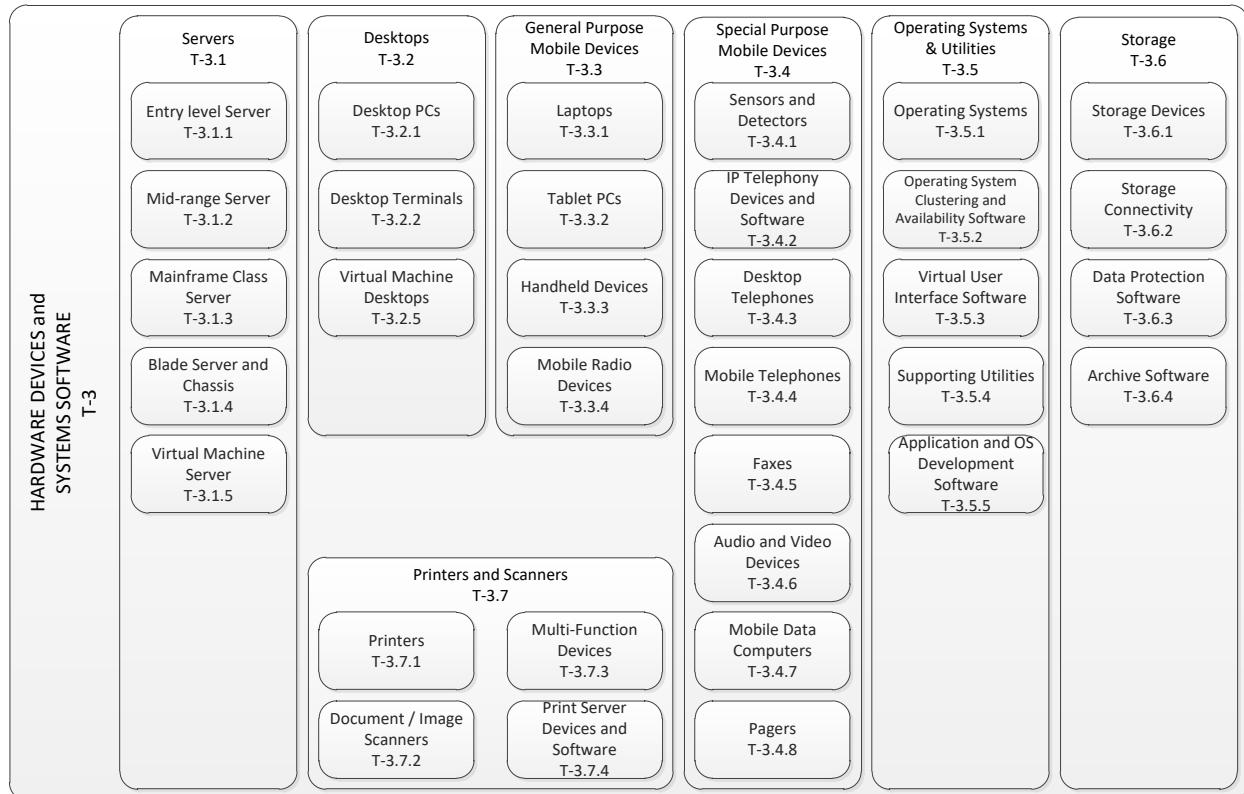 HARDWARE DEVICES and
SYSTEMS SOFTWARE
T-3
Servers
T-3.1
Entry level Server
T-3.1.1
Mid-range Server
T-3.1.2
Mainframe Class
Server
T-3.1.3
Blade Server and
Chassis
T-3.1.4
Virtual Machine
Server
T-3.1.5
Desktops
T-3.2
Desktop PCs
T-3.2.1
Desktop Terminals
T-3.2.2
Virtual Machine
Desktops
T-3.2.5
General Purpose
Mobile Devices
T-3.3
Laptops
T-3.3.1
Tablet PCs
T-3.3.2
Handheld Devices
T-3.3.3
Mobile Radio
Devices
T-3.3.4
Printers and Scanners
T-3.7
Printers
T-3.7.1
Document / Image
Scanners
T-3.7.2
Multi-Function
Devices
T-3.7.3
Print Server
Devices and
Software
T-3.7.4
Special Purpose
Mobile Devices
T-3.4
Sensors and
Detectors
T-3.4.1
IP Telephony
Devices and
Software
T-3.4.2
Desktop
Telephones
T-3.4.3
Mobile Telephones
T-3.4.4
Faxes
T-3.4.5
Audio and Video
Devices
T-3.4.6
Mobile Data
Computers
T-3.4.7
Pagers
T-3.4.8
Operating Systems
& Utilities
T-3.5
Operating Systems
T-3.5.1
Operating System
Clustering and
Availability Software
T-3.5.2
Virtual User
Interface Software
T-3.5.3
Supporting Utilities
T-3.5.4
Application and OS
Development
Software
T-3.5.5
Storage
T-3.6
Storage Devices
T-3.6.1
Storage
Connectivity
T-3.6.2
Data Protection
Software
T-3.6.3
Archive Software
T-3.6.4